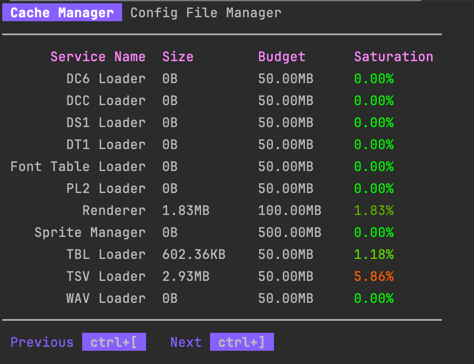 Cache Manager Config File Manager
Service Name Size Budget Saturation
DC6 Loader 0B 50.00MB 0.00%
DCC Loader 0B 50.00MB 0.00%
DS1 Loader 0B 50.00MB 0.00%
DT1 Loader 0B 50.00MB 0.00%
Font Table Loader 0B 50.00MB 0.00%
PL2 Loader 0B 50.00MB 0.00%
Renderer 1.83MB 100.00MB 1.83%
Sprite Manager 0B 500.00MB 0.00%
TBL Loader 602.36KB 50.00MB 1.18%
TSV Loader 2.93MB 50.00MB 5.86%
WAV Loader 0B 50.00MB 0.00%
Previous ctrl+[ Next ctrl+]